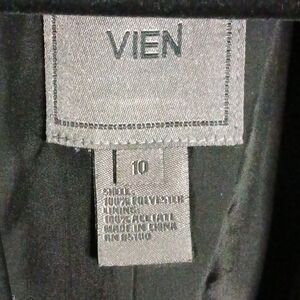 VIEN
10
SHELL:
100% POLYESTER
LINING:
100% ACETATE
MADE IN CHINA
RN 85100